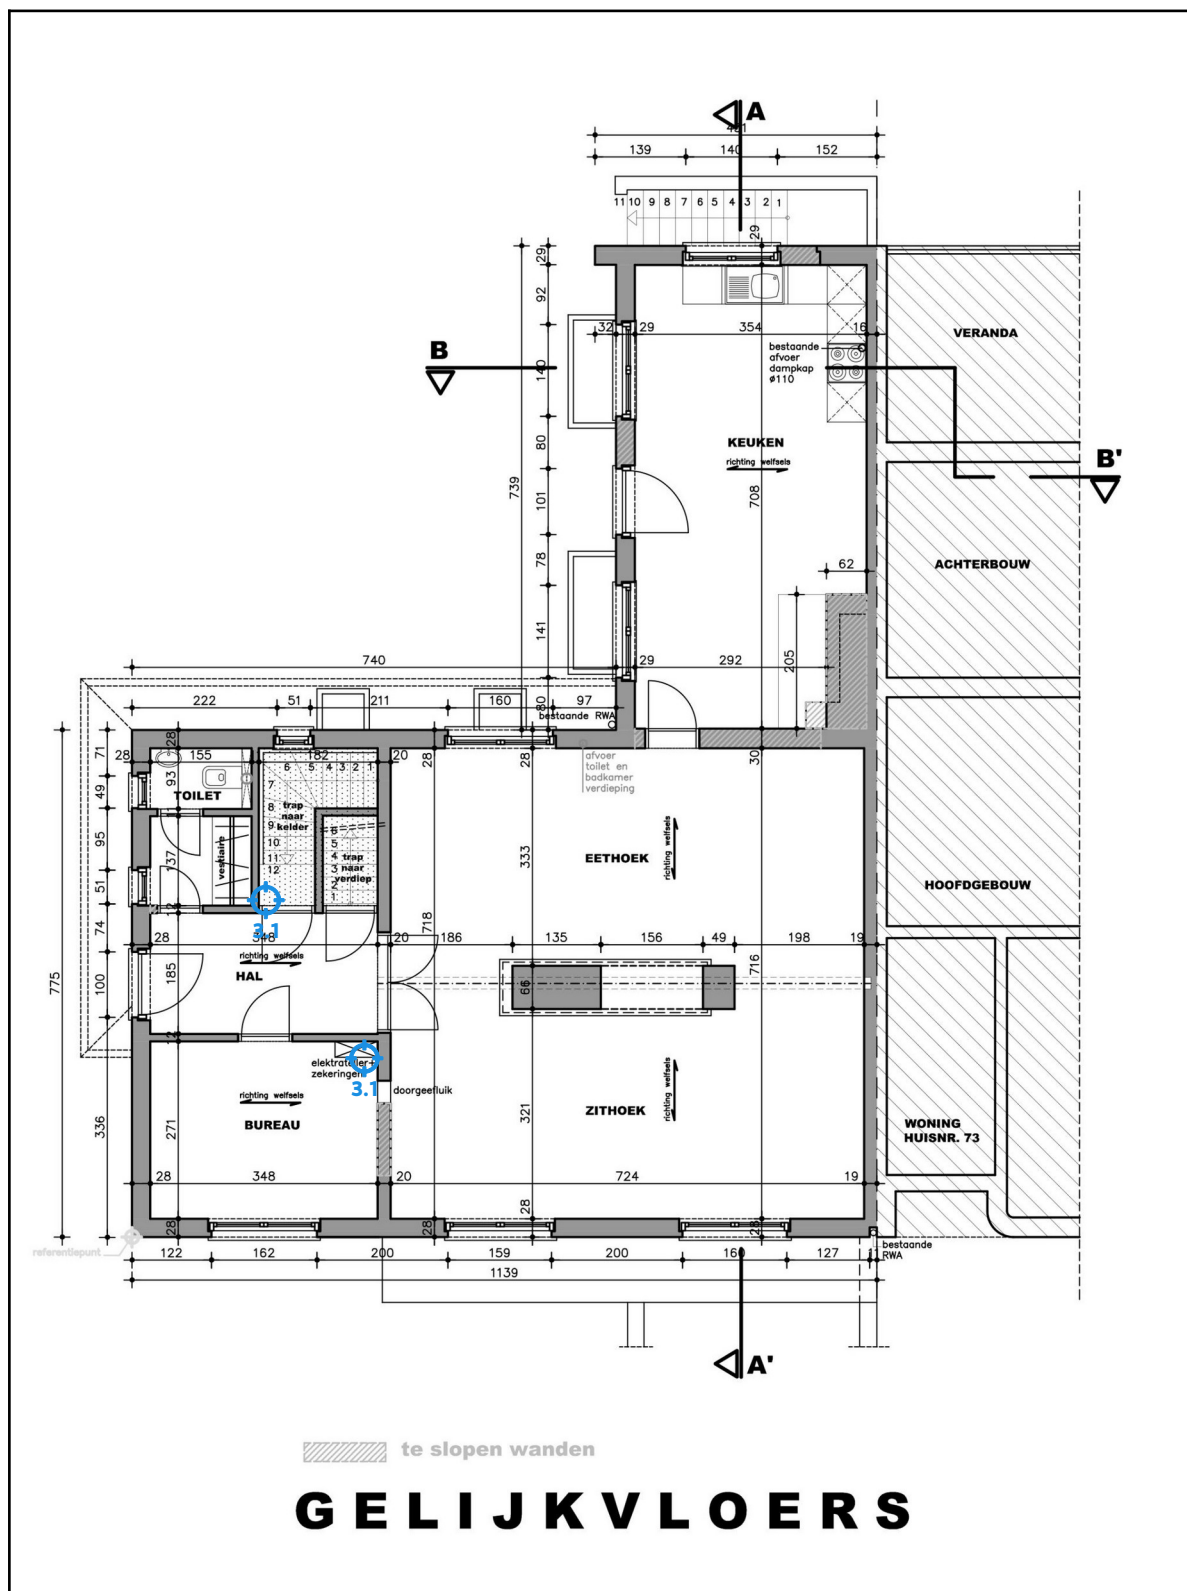 A
481
139 140 152
11 10 9 8 7 6 5 4 3 2 1
29
29
92
32 29 354 16
VERANDA
bestaande
afvoer
dampkap
ø110
B
140
KEUKEN
richting welfsels
80
B'
739
101
708
78
62
ACHTERBOUW
141
205
740
29 292
222 51 211 160 97
80
bestaande RWA
71
28
28 155 182 20
28
28
30
6 5 4 3 2 1
afvoer
toilet en
badkamer
verdieping
93
49
TOILET
7
8
9
10
11
12
trap
naar
kelder
95
137
vestiaire
6
5
4
3
2
1
trap
naar
verdiep
333
EETHOEK
richting welfsels
HOOFDGEBOUW
51
12
3.1
74
718
28 348 20 186 135 156 49 198 19
richting welfsels
HAL
185
100
66
716
775
12
elektrateller+
zekeringen
3.1
doorgeefluik
richting welfsels
BUREAU
271
336
321
ZITHOEK
richting welfsels
WONING
HUISNR. 73
28 348 20 724 19
28
28
28
28
referentiepunt
122 162 200 159 200 160 127 11
bestaande
RWA
1139
A'
te slopen wanden
GELIJKVLOERS